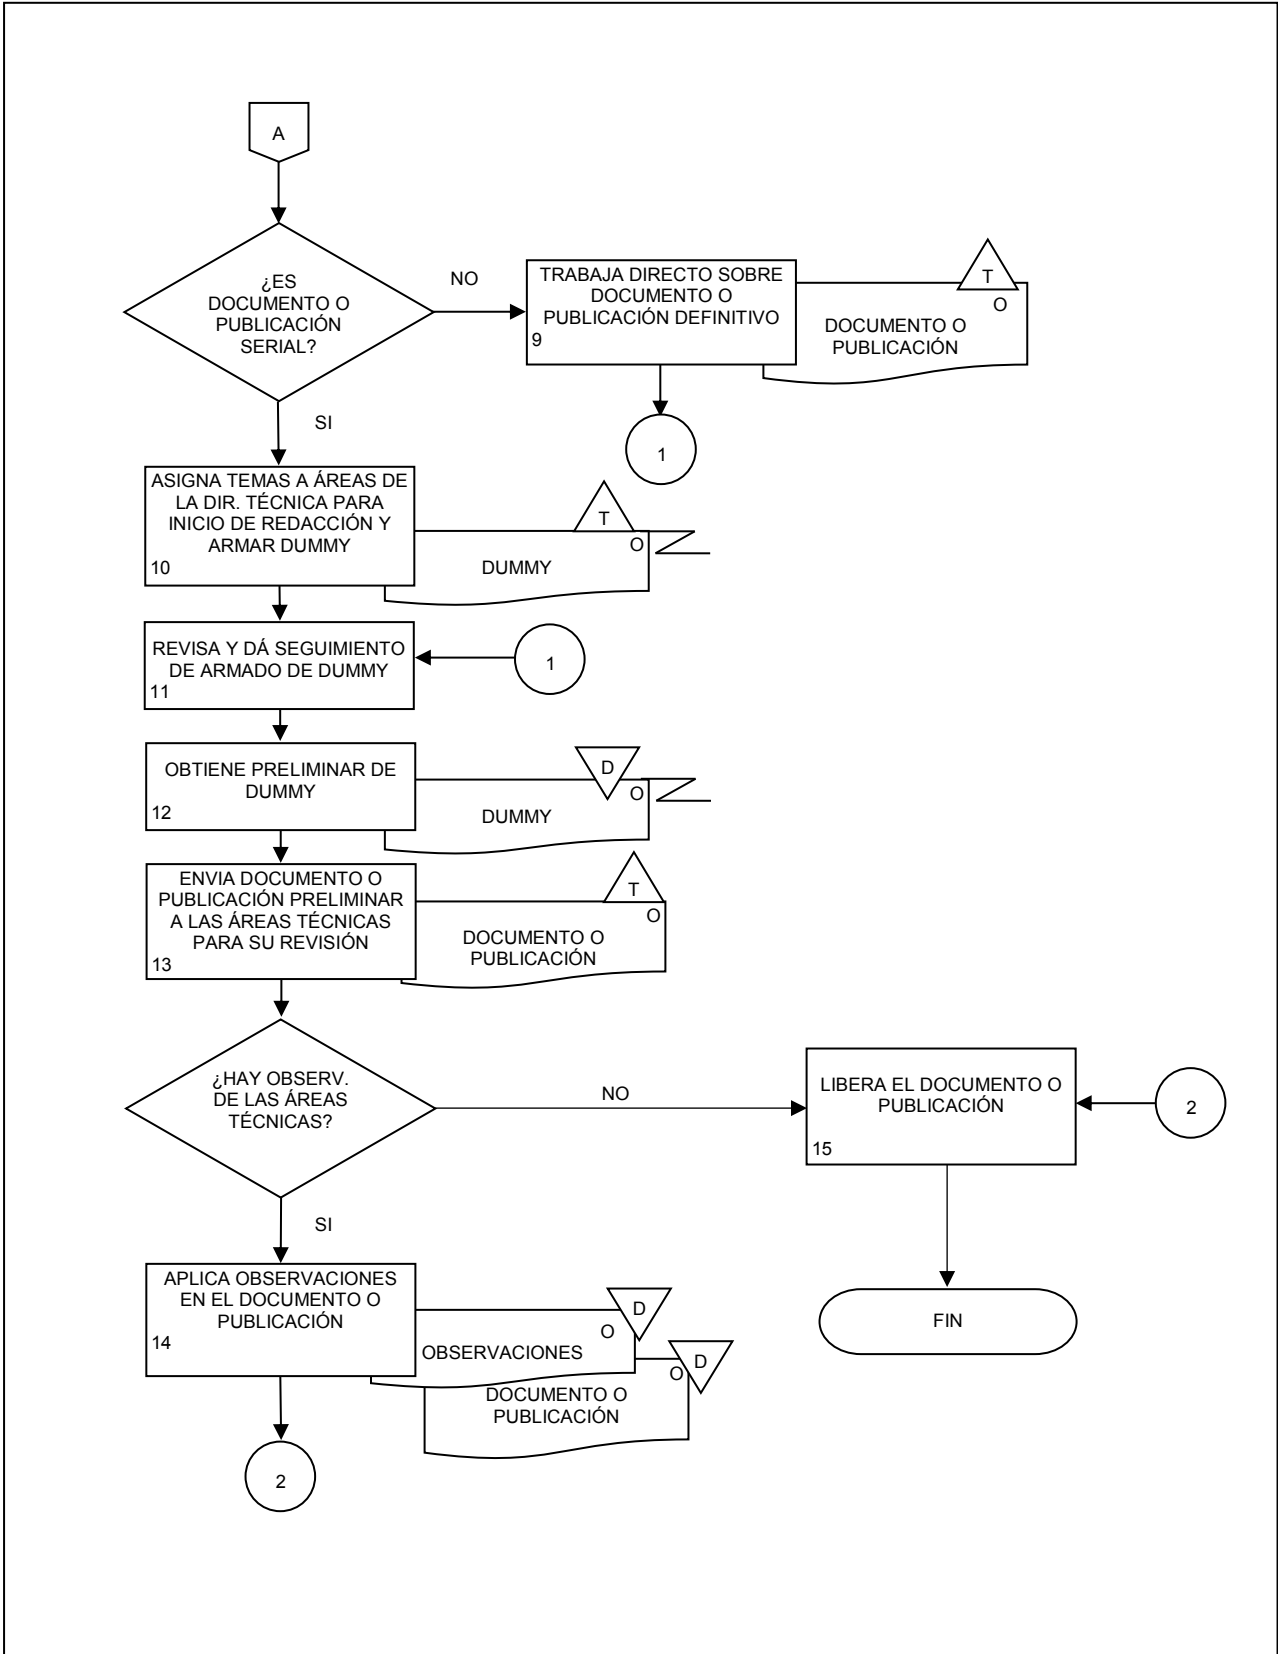 A
¿ES
DOCUMENTO O
PUBLICACIÓN
SERIAL?
NO
TRABAJA DIRECTO SOBRE
DOCUMENTO O
PUBLICACIÓN DEFINITIVO
9
T
O
DOCUMENTO O
PUBLICACIÓN
1
SI
ASIGNA TEMAS A ÁREAS DE
LA DIR. TÉCNICA PARA
INICIO DE REDACCIÓN Y
ARMAR DUMMY
10
T
O
DUMMY
REVISA Y DÁ SEGUIMIENTO
DE ARMADO DE DUMMY
11
1
OBTIENE PRELIMINAR DE
DUMMY
12
D
O
DUMMY
ENVIA DOCUMENTO O
PUBLICACIÓN PRELIMINAR
A LAS ÁREAS TÉCNICAS
PARA SU REVISIÓN
13
T
O
DOCUMENTO O
PUBLICACIÓN
¿HAY OBSERV.
DE LAS ÁREAS
TÉCNICAS?
NO
LIBERA EL DOCUMENTO O
PUBLICACIÓN
15
2
FIN
SI
APLICA OBSERVACIONES
EN EL DOCUMENTO O
PUBLICACIÓN
14
D
O
OBSERVACIONES
D
O
DOCUMENTO O
PUBLICACIÓN
2